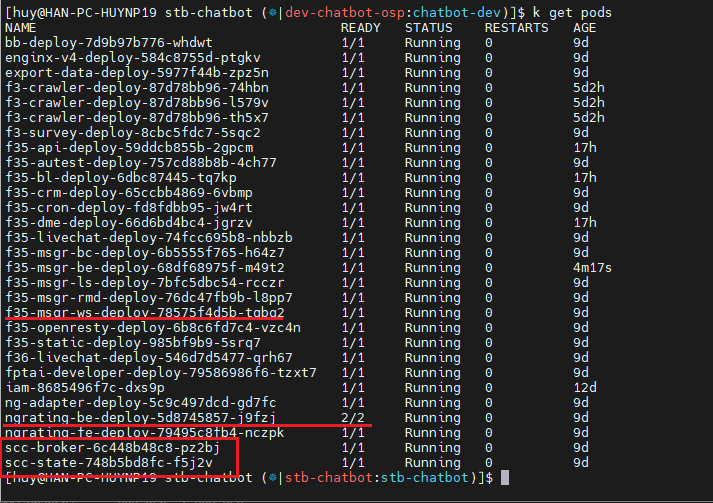 [huy@HAN-PC-HUYNP19 stb-chatbot (⎈|dev-chatbot-osp:chatbot-dev)]$ k get pods
NAME READY STATUS RESTARTS AGE
bb-deploy-7d9b97b776-whdwt 1/1 Running 0 9d
enginx-v4-deploy-584c8755d-ptgkv 1/1 Running 0 9d
export-data-deploy-5977f44b-zpz5n 1/1 Running 0 9d
f3-crawler-deploy-87d78bb96-74hbn 1/1 Running 0 5d2h
f3-crawler-deploy-87d78bb96-l579v 1/1 Running 0 5d2h
f3-crawler-deploy-87d78bb96-th5x7 1/1 Running 0 5d2h
f3-survey-deploy-8cbc5fdc7-5sqc2 1/1 Running 0 9d
f35-api-deploy-59ddcb855b-2gpcm 1/1 Running 0 17h
f35-autest-deploy-757cd88b8b-4ch77 1/1 Running 0 9d
f35-bl-deploy-6dbc87445-tq7kp 1/1 Running 0 17h
f35-crm-deploy-65ccbb4869-6vbmp 1/1 Running 0 9d
f35-cron-deploy-fd8fdbb95-jw4rt 1/1 Running 0 9d
f35-dme-deploy-66d6bd4bc4-jgrzv 1/1 Running 0 17h
f35-livechat-deploy-74fcc695b8-nbbzb 1/1 Running 0 9d
f35-msgr-bc-deploy-6b5555f765-h64z7 1/1 Running 0 9d
f35-msgr-be-deploy-68df68975f-m49t2 1/1 Running 0 4m17s
f35-msgr-ls-deploy-7bfc5dbc54-rcczr 1/1 Running 0 9d
f35-msgr-rmd-deploy-76dc47fb9b-l8pp7 1/1 Running 0 9d
f35-msgr-ws-deploy-78575f4d5b-tqbq2 1/1 Running 0 9d
f35-openresty-deploy-6b8c6fd7c4-vzc4n 1/1 Running 0 9d
f35-static-deploy-985bf9b9-5srq7 1/1 Running 0 9d
f36-livechat-deploy-546d7d5477-qrh67 1/1 Running 0 9d
fptai-developer-deploy-79586986f6-tzxt7 1/1 Running 0 9d
iam-8685496f7c-dxs9p 1/1 Running 0 12d
ng-adapter-deploy-5c9c497dcd-gd7fc 1/1 Running 0 9d
ngrating-be-deploy-5d8745857-j9fzj 2/2 Running 0 9d
ngrating-fe-deploy-79495c8fb4-nczpk 1/1 Running 0 9d
scc-broker-6c448b48c8-pz2bj 1/1 Running 0 9d
scc-state-748b5bd8fc-f5j2v 1/1 Running 0 9d
[huy@HAN-PC-HUYNP19 stb-chatbot (⎈|stb-chatbot:stb-chatbot)]$